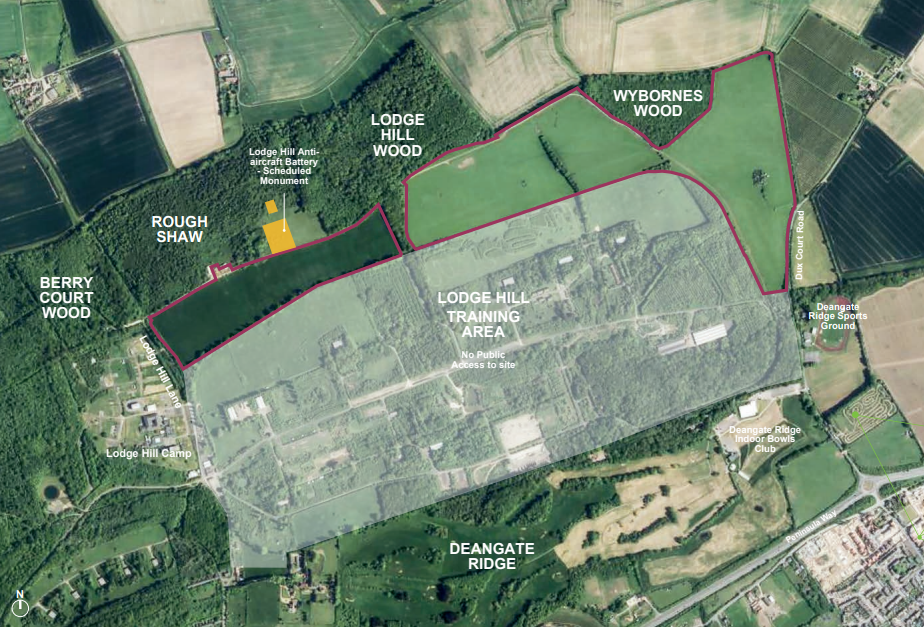 WYBORNES
WOOD
LODGE
HILL
WOOD
Lodge Hill Anti-
aircraft Battery
- Scheduled
Monument
ROUGH
SHAW
Dux Court Road
BERRY
COURT
WOOD
LODGE HILL
TRAINING
AREA
No Public
Access to site
Deangate
Ridge Sports
Ground
Lodge Hill Lane
Deangate Ridge
Indoor Bowls
Club
Lodge Hill Camp
Peninsula Way
DEANGATE
RIDGE
N